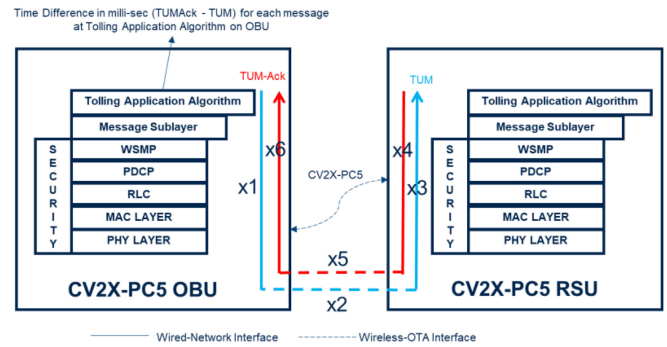 Time Difference in milli-sec (TUMAck - TUM) for each message
at Tolling Application Algorithm on OBU
TUM-Ack
TUM
Tolling Application Algorithm
Message Sublayer
SECURITY
WSMP
PDCP
RLC
MAC LAYER
PHY LAYER
x1
x6
CV2X-PC5
x4
x3
Tolling Application Algorithm
Message Sublayer
SECURITY
WSMP
PDCP
RLC
MAC LAYER
PHY LAYER
x5
x2
CV2X-PC5 OBU
CV2X-PC5 RSU
Wired-Network Interface
Wireless-OTA Interface